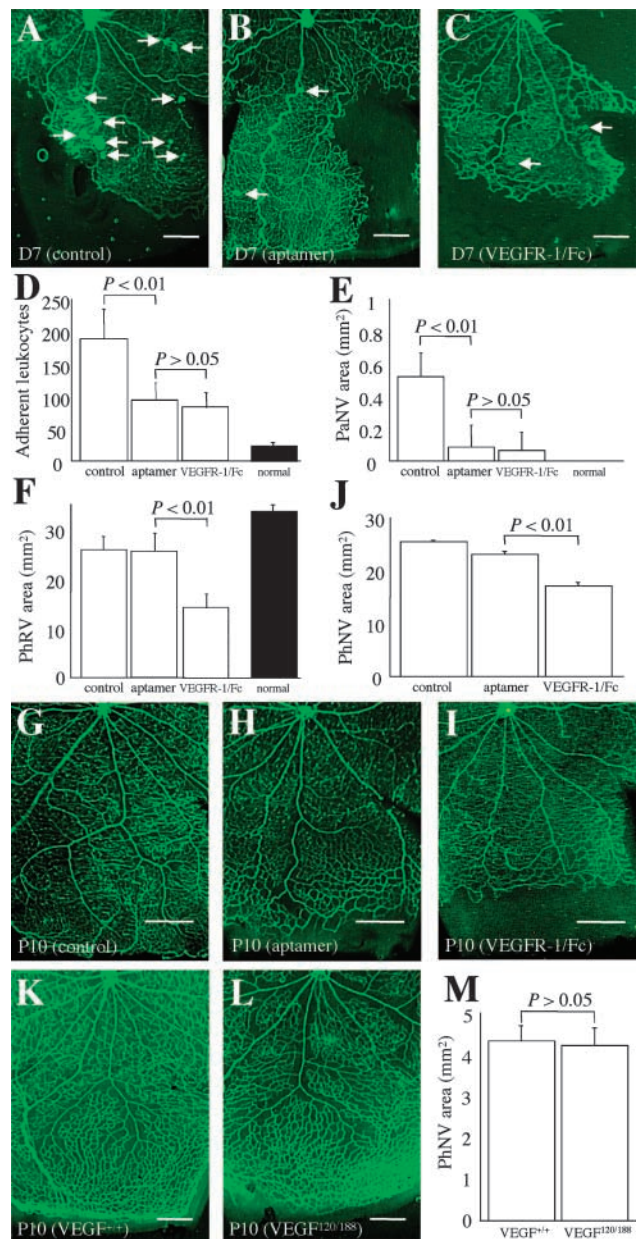 A B C
D7 (control) D7 (aptamer) D7 (VEGFR-1/Fc)
D
Adherent leukocytes
250
200
150
100
50
0
P < 0.01
P > 0.05
control aptamer VEGFR-1/Fc normal
E
PaNV area (mm²)
1
0.8
0.6
0.4
0.2
0
P < 0.01
P > 0.05
control aptamer VEGFR-1/Fc normal
F
PhRV area (mm²)
30
20
10
0
P < 0.01
control aptamer VEGFR-1/Fc normal
J
PhNV area (mm²)
30
20
10
0
P < 0.01
control aptamer VEGFR-1/Fc
G H I
P10 (control) P10 (aptamer) P10 (VEGFR-1/Fc)
K L
P10 (VEGF+/+) P10 (VEGF120/188)
M
PhNV area (mm²)
5
4
3
2
1
0
P > 0.05
VEGF+/+ VEGF120/188